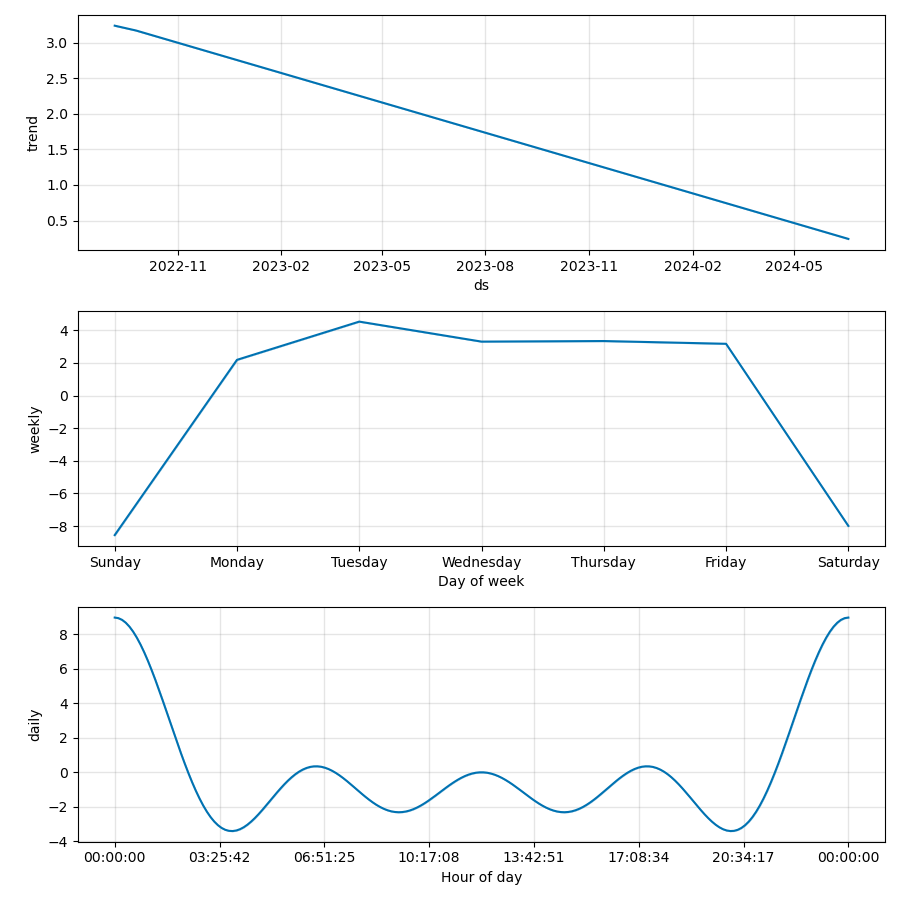 trend
3.0
2.5
2.0
1.5
1.0
0.5
2022-11 2023-02 2023-05 2023-08 2023-11 2024-02 2024-05
ds
weekly
4
2
0
−2
−4
−6
−8
Sunday Monday Tuesday Wednesday Thursday Friday Saturday
Day of week
daily
8
6
4
2
0
−2
−4
00:00:00 03:25:42 06:51:25 10:17:08 13:42:51 17:08:34 20:34:17 00:00:00
Hour of day